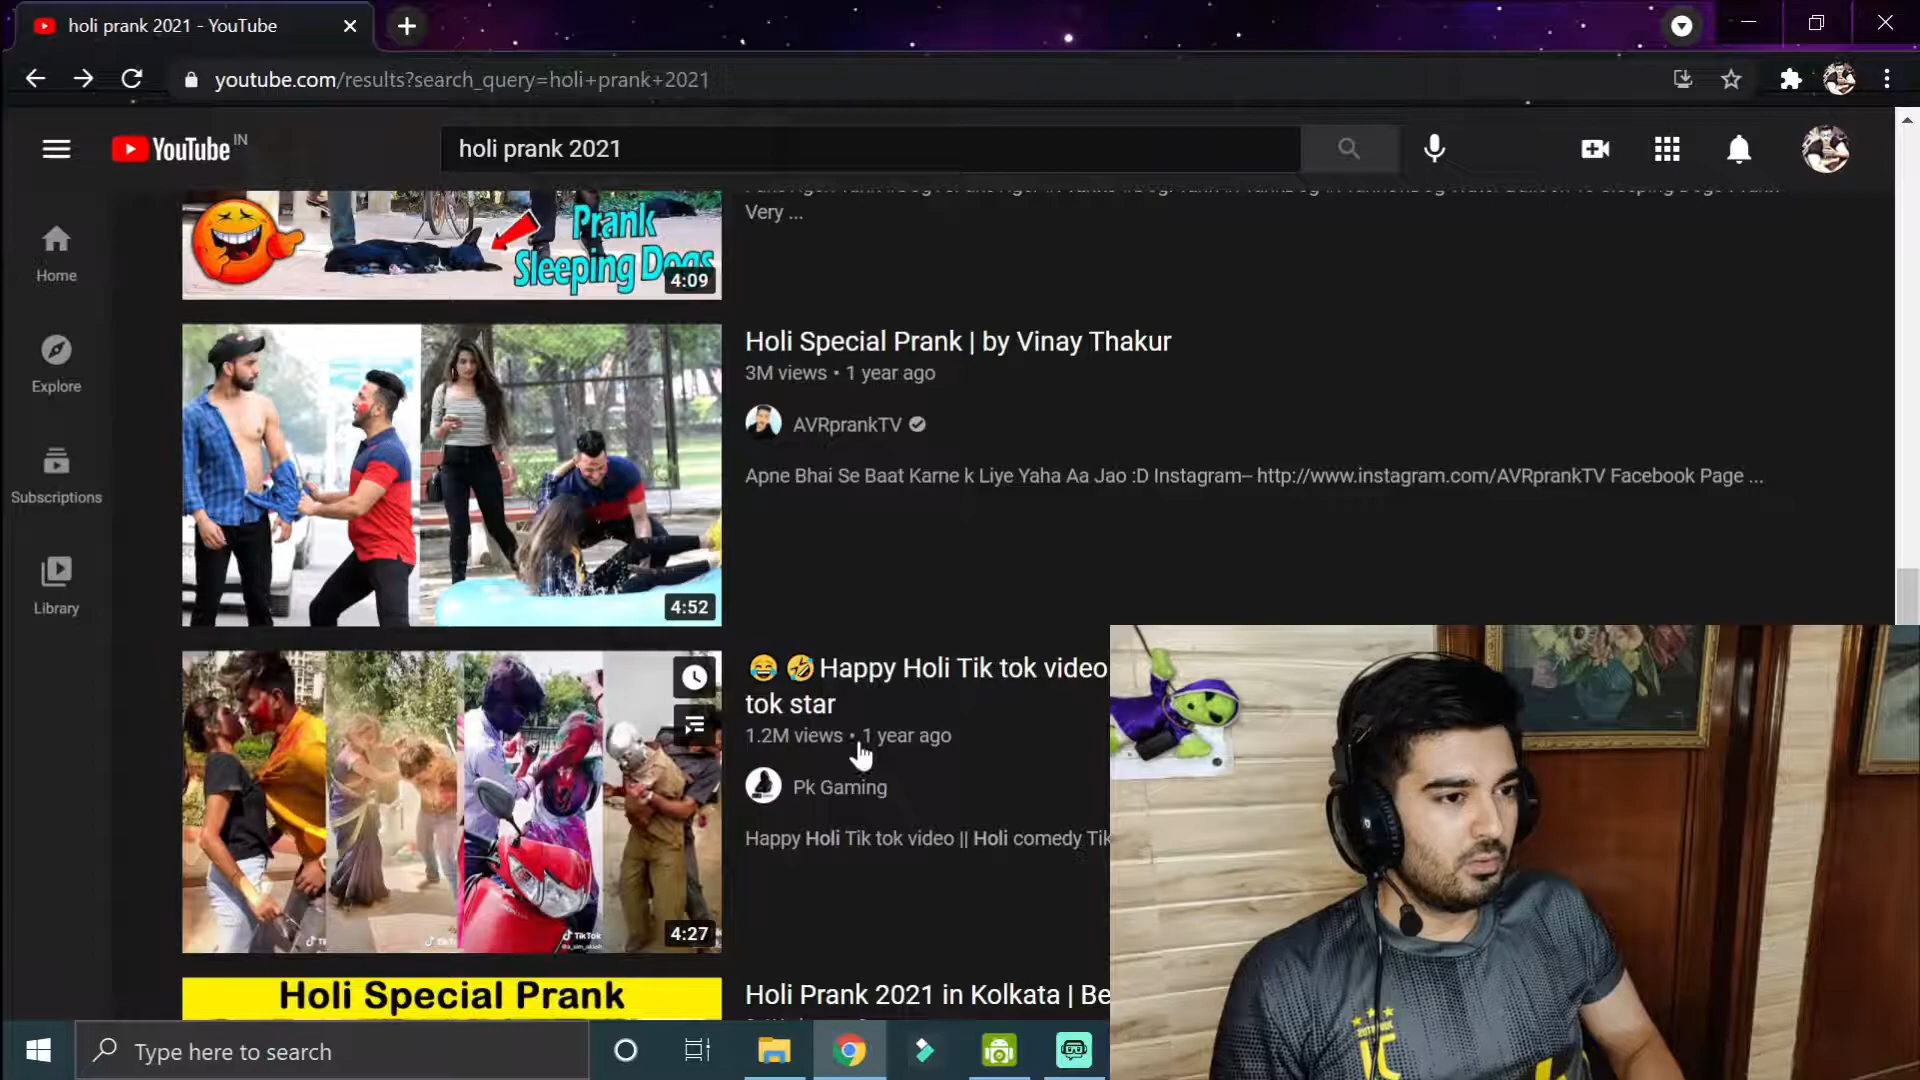 holi prank 2021 - YouTube
youtube.com/results?search_query=holi+prank+2021
YouTube IN
holi prank 2021
Home
Explore
Subscriptions
Library
Prank
Sleeping Dogs
4:09
Very ...
4:52
Holi Special Prank | by Vinay Thakur
3M views • 1 year ago
AVRprankTV
Apne Bhai Se Baat Karne k Liye Yaha Aa Jao :D Instagram– http://www.instagram.com/AVRprankTV Facebook Page ...
TikTok
4:27
😂 🤣Happy Holi Tik tok video
tok star
1.2M views • 1 year ago
Pk Gaming
Happy Holi Tik tok video || Holi comedy Tik
Holi Special Prank
Holi Prank 2021 in Kolkata | Be
Type here to search